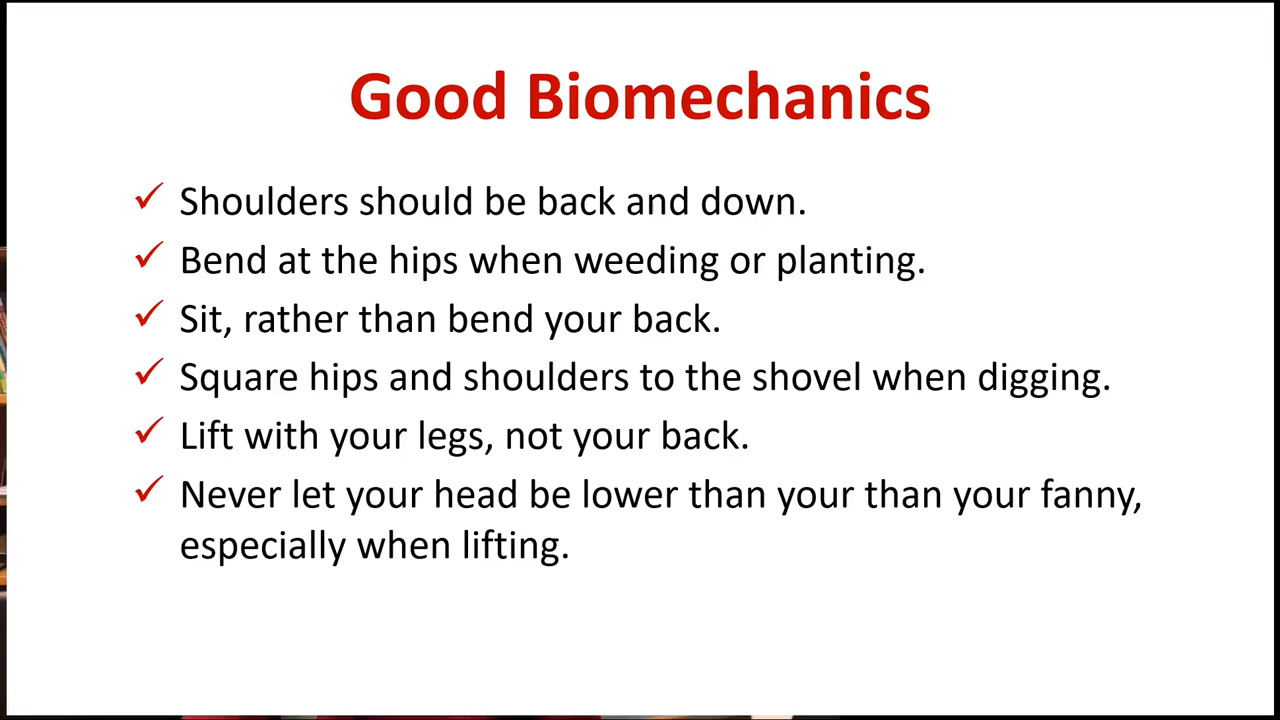 Good Biomechanics
✓ Shoulders should be back and down.
✓ Bend at the hips when weeding or planting.
✓ Sit, rather than bend your back.
✓ Square hips and shoulders to the shovel when digging.
✓ Lift with your legs, not your back.
✓ Never let your head be lower than your than your fanny,
especially when lifting.